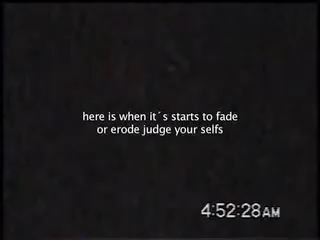 here is when it´s starts to fade
or erode judge your selfs
4:52:28AM